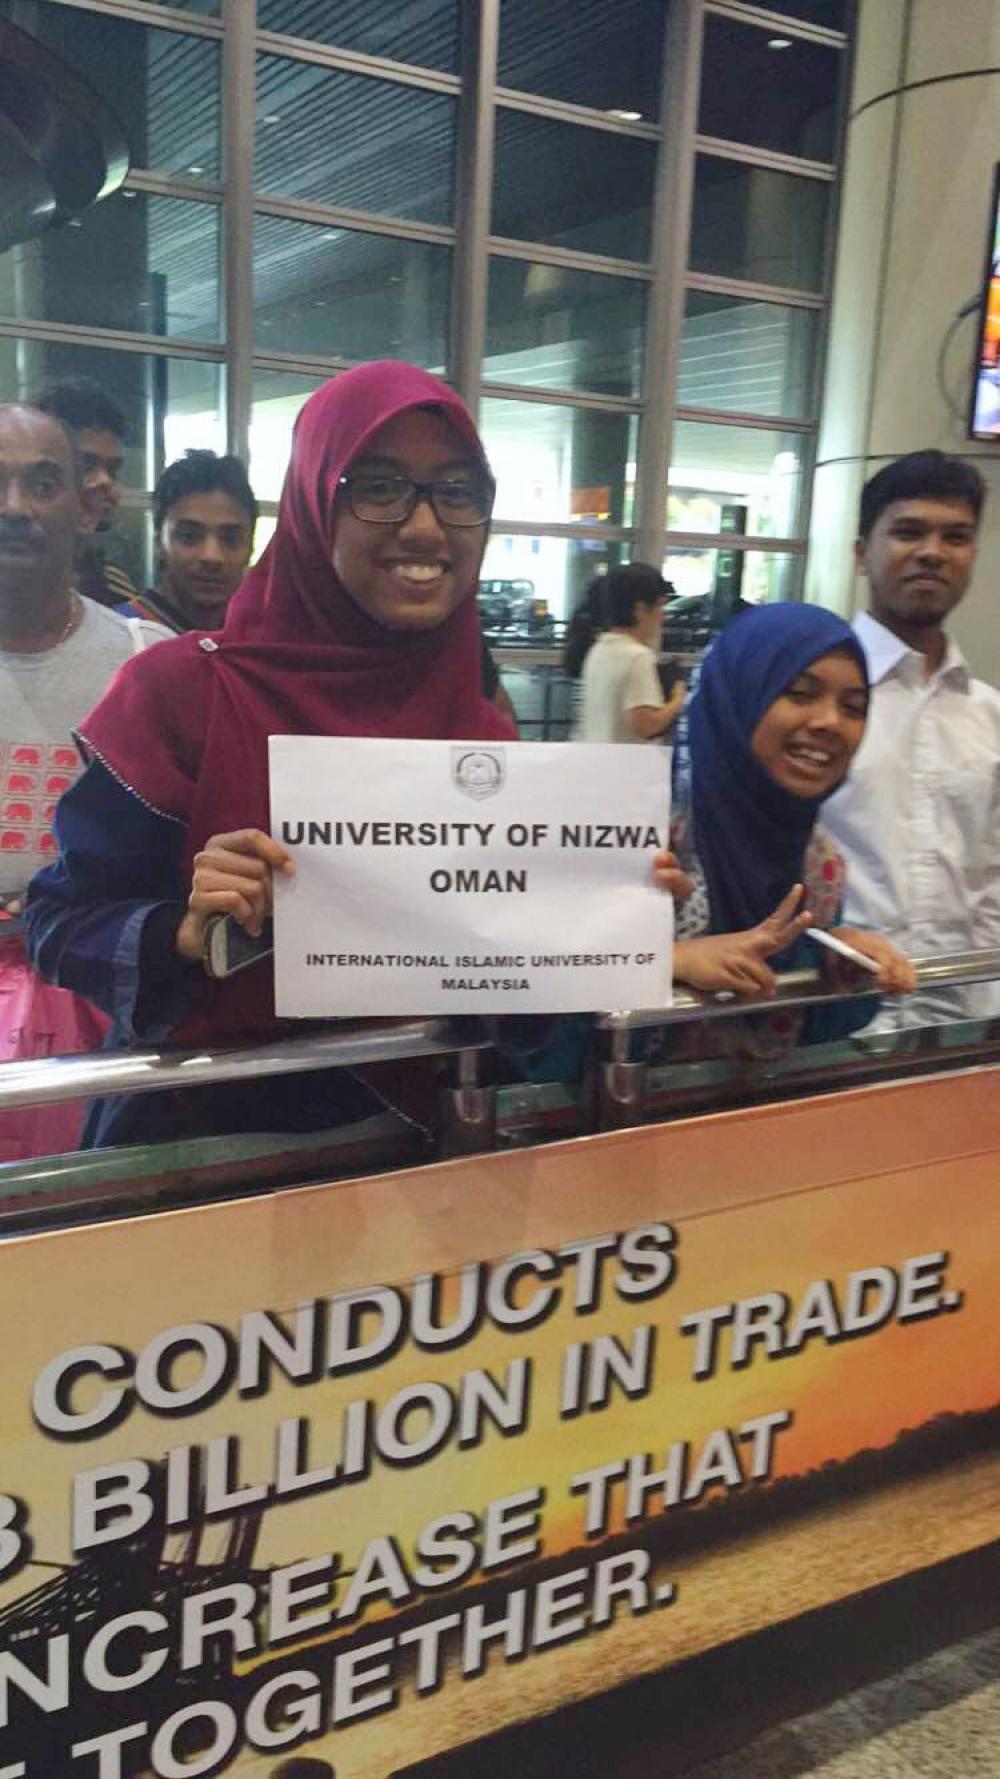 UNIVERSITY OF NIZWA
OMAN
INTERNATIONAL ISLAMIC UNIVERSITY OF
MALAYSIA
CONDUCTS
BILLION IN TRADE.
NCREASE THAT
TOGETHER.